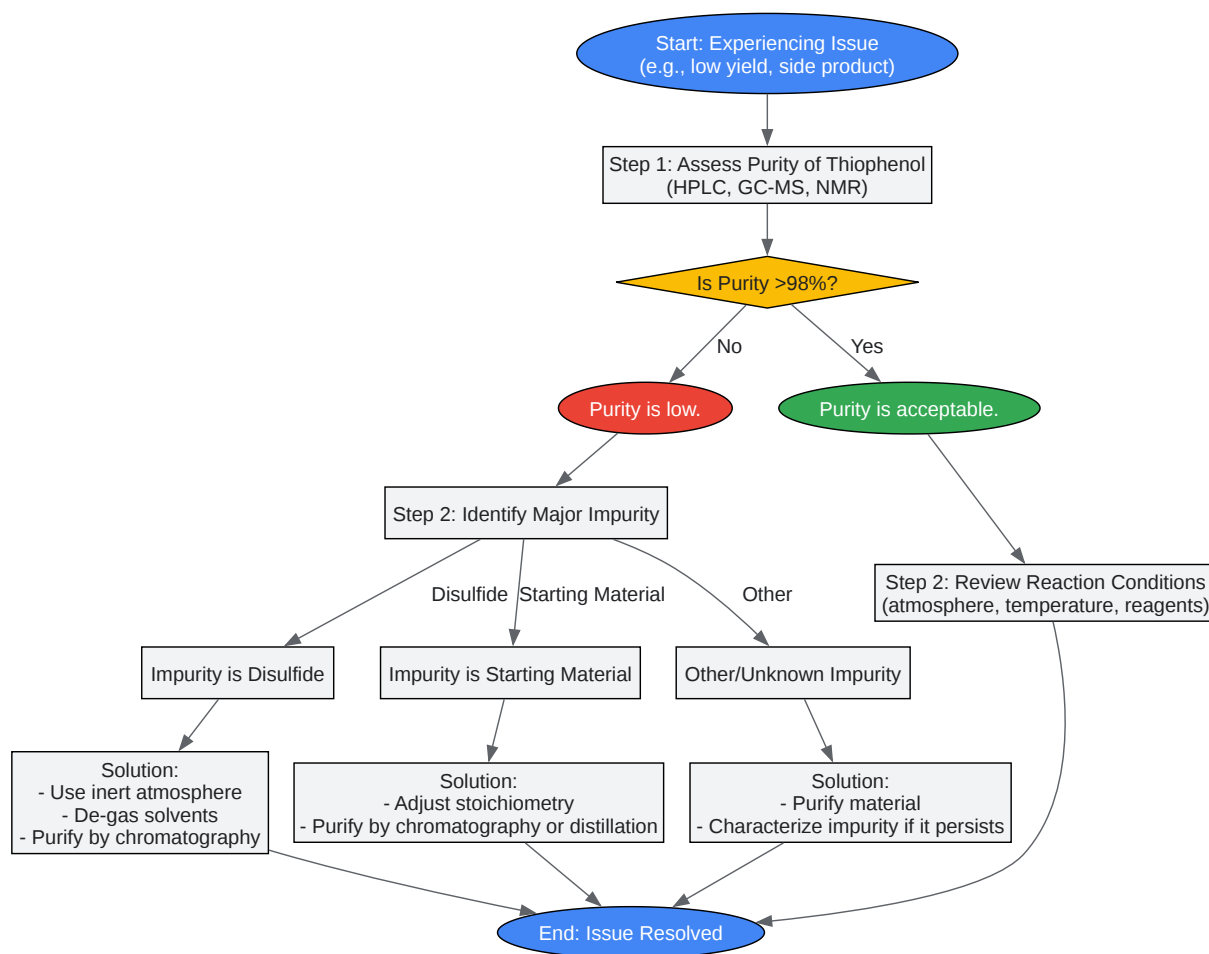 Start: Experiencing Issue
(e.g., low yield, side product)
Step 1: Assess Purity of Thiophenol
(HPLC, GC-MS, NMR)
Is Purity >98%?
No
Yes
Purity is low.
Purity is acceptable.
Step 2: Identify Major Impurity
Step 2: Review Reaction Conditions
(atmosphere, temperature, reagents)
Disulfide
Starting Material
Other
Impurity is Disulfide
Impurity is Starting Material
Other/Unknown Impurity
Solution:
- Use inert atmosphere
- De-gas solvents
- Purify by chromatography
Solution:
- Adjust stoichiometry
- Purify by chromatography or distillation
Solution:
- Purify material
- Characterize impurity if it persists
End: Issue Resolved